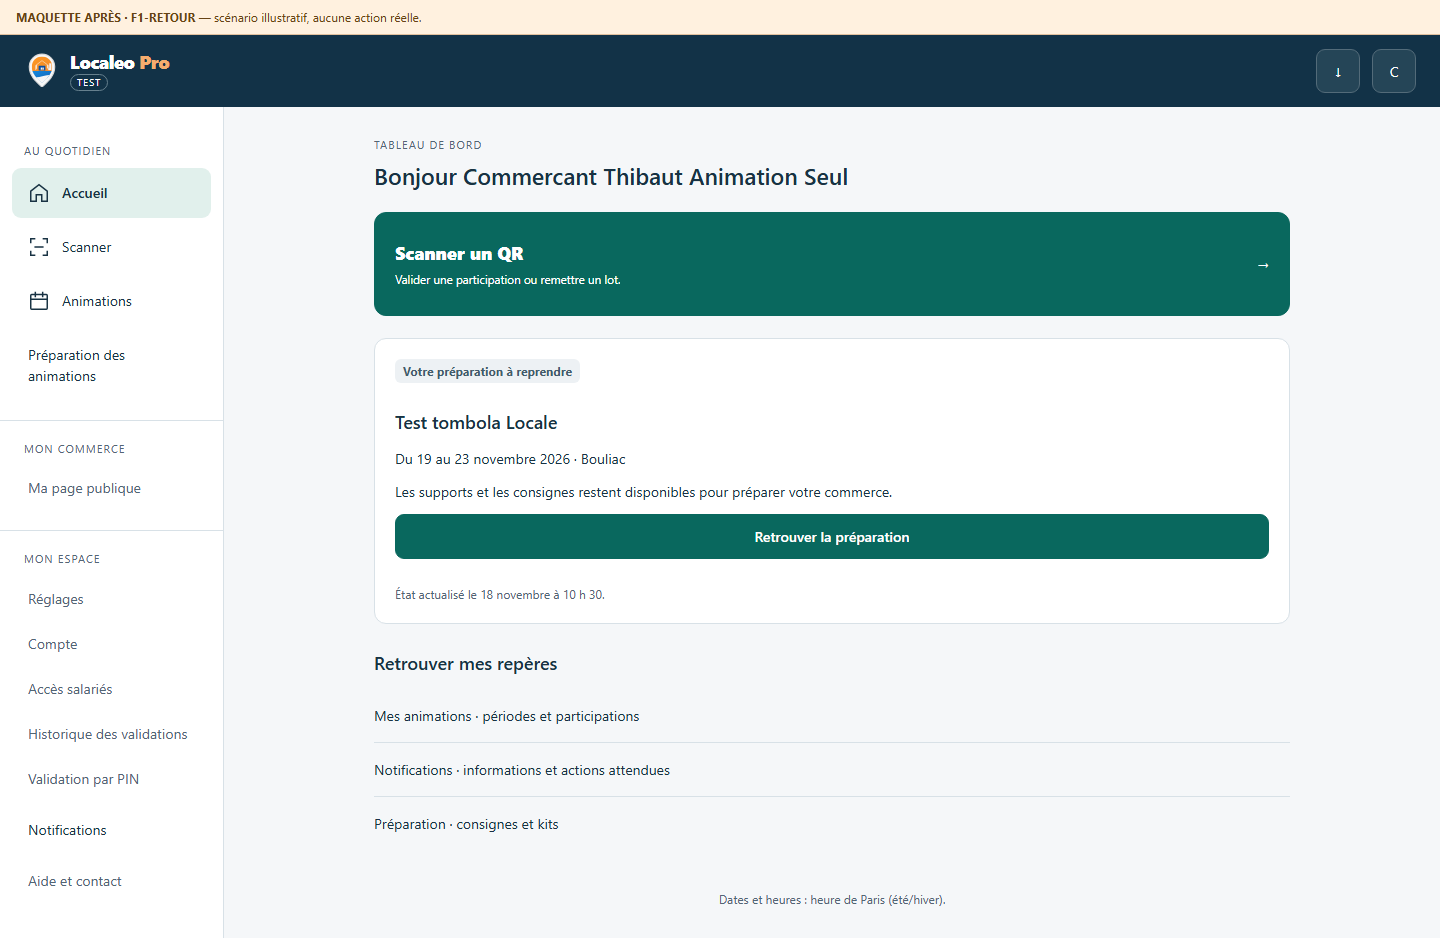 MAQUETTE APRÈS · F1-RETOUR — scénario illustratif, aucune action réelle.
Localeo Pro
TEST
↓
C
AU QUOTIDIEN
Accueil
Scanner
Animations
Préparation des
animations
MON COMMERCE
Ma page publique
MON ESPACE
Réglages
Compte
Accès salariés
Historique des validations
Validation par PIN
Notifications
Aide et contact
TABLEAU DE BORD
Bonjour Commercant Thibaut Animation Seul
Scanner un QR
Valider une participation ou remettre un lot.
→
Votre préparation à reprendre
Test tombola Locale
Du 19 au 23 novembre 2026 · Bouliac
Les supports et les consignes restent disponibles pour préparer votre commerce.
Retrouver la préparation
État actualisé le 18 novembre à 10 h 30.
Retrouver mes repères
Mes animations · périodes et participations
Notifications · informations et actions attendues
Préparation · consignes et kits
Dates et heures : heure de Paris (été/hiver).